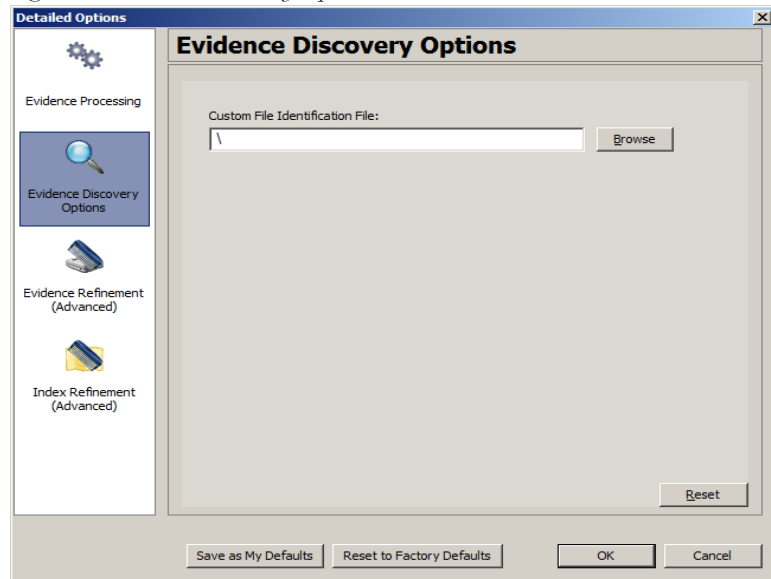 Detailed Options
Evidence Discovery Options
Evidence Processing
Custom File Identification File:
\
Browse
Evidence Discovery
Options
Evidence Refinement
(Advanced)
Index Refinement
(Advanced)
Reset
Save as My Defaults
Reset to Factory Defaults
OK
Cancel